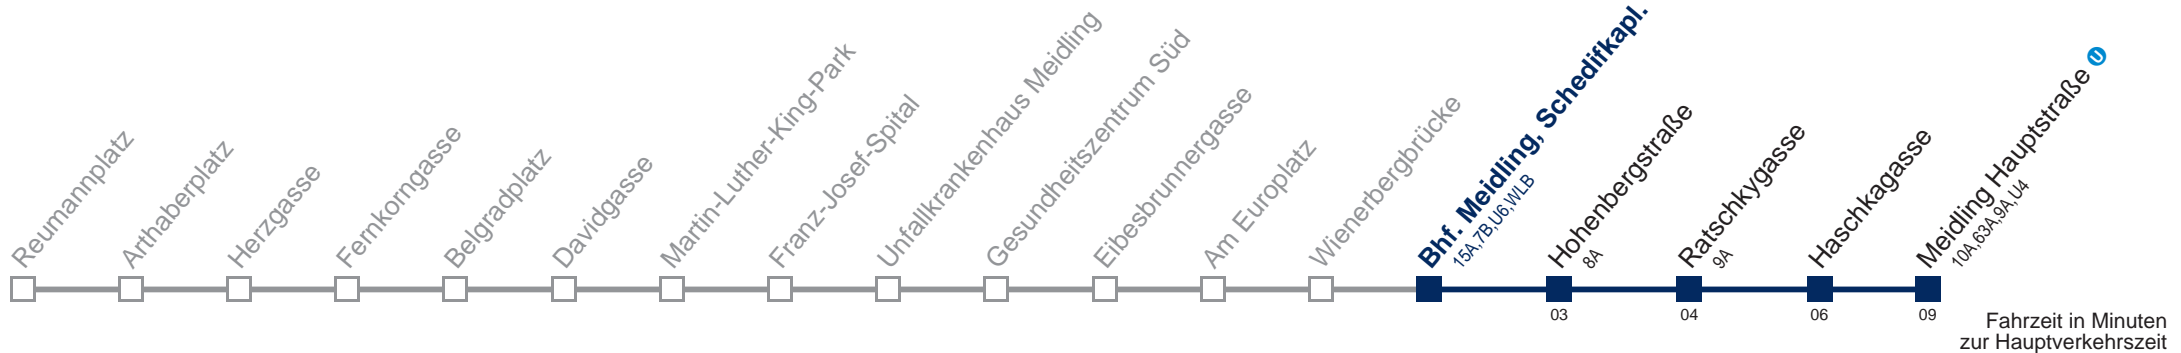 Reumannplatz
Arthaberplatz
Herzgasse
Fernkorngasse
Belgradplatz
Davidgasse
Martin-Luther-King-Park
Franz-Josef-Spital
Unfallkrankenhaus Meidling
Gesundheitszentrum Süd
Eibesbrunnergasse
Am Europlatz
Wienerbergbrücke
Bhf. Meidling, Schedifkapl.
15A,7B,U6,WLB
Hohenbergstraße
8A
Ratschkygasse
9A
Haschkagasse
Meidling Hauptstraße U
10A,63A,9A,U4
03
04
06
09
Fahrzeit in Minuten
zur Hauptverkehrszeit